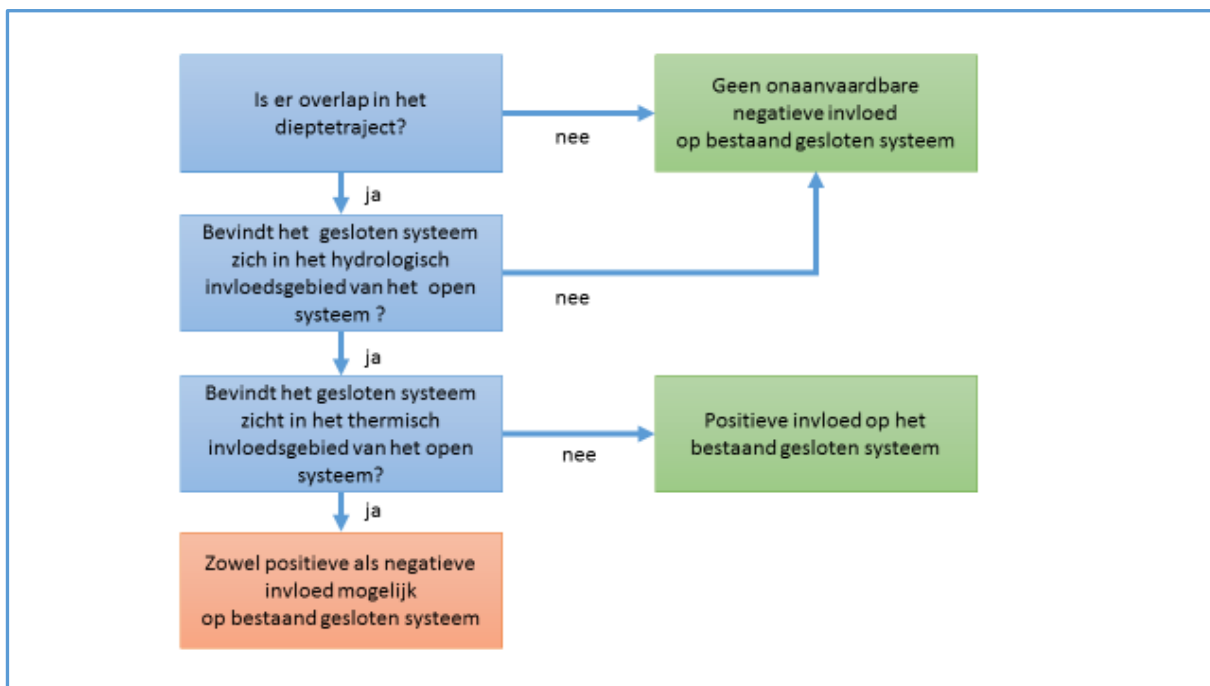 Is er overlap in het
dieptetraject?
nee
Geen onaanvaardbare
negatieve invloed
op bestaand gesloten systeem
ja
Bevindt het gesloten systeem
zich in het hydrologisch
invloedsgebied van het open
systeem ?
nee
ja
Bevindt het gesloten systeem
zicht in het thermisch
invloedsgebied van het open
systeem?
nee
Positieve invloed op het
bestaand gesloten systeem
ja
Zowel positieve als negatieve
invloed mogelijk
op bestaand gesloten systeem